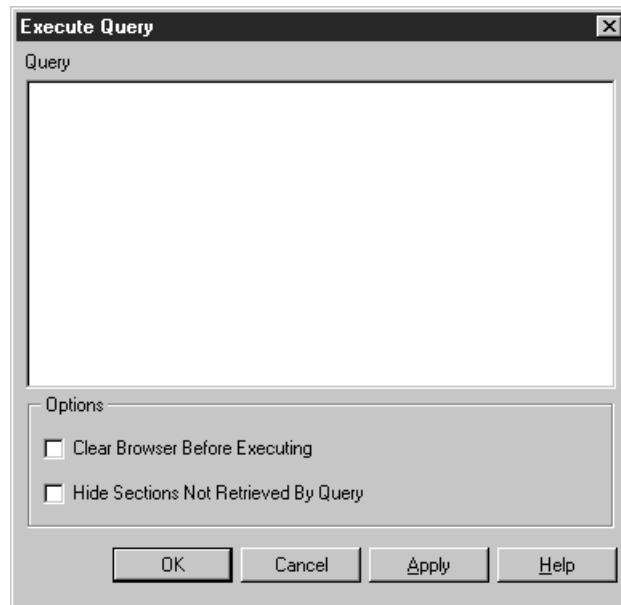 Execute Query
Query
Options
Clear Browser Before Executing
Hide Sections Not Retrieved By Query
OK Cancel Apply Help